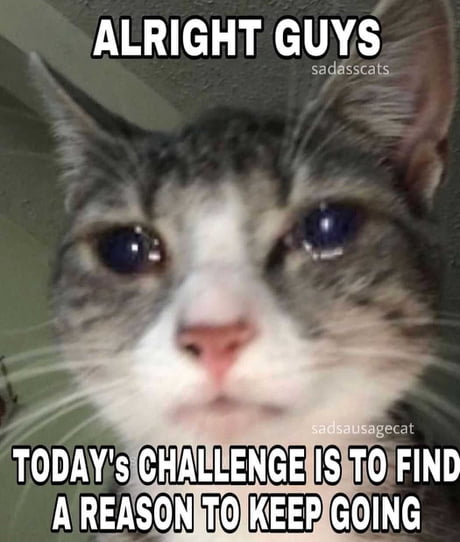 ALRIGHT GUYS
sadasscats
sadsausagecat
TODAY's CHALLENGE IS TO FIND
A REASON TO KEEP GOING